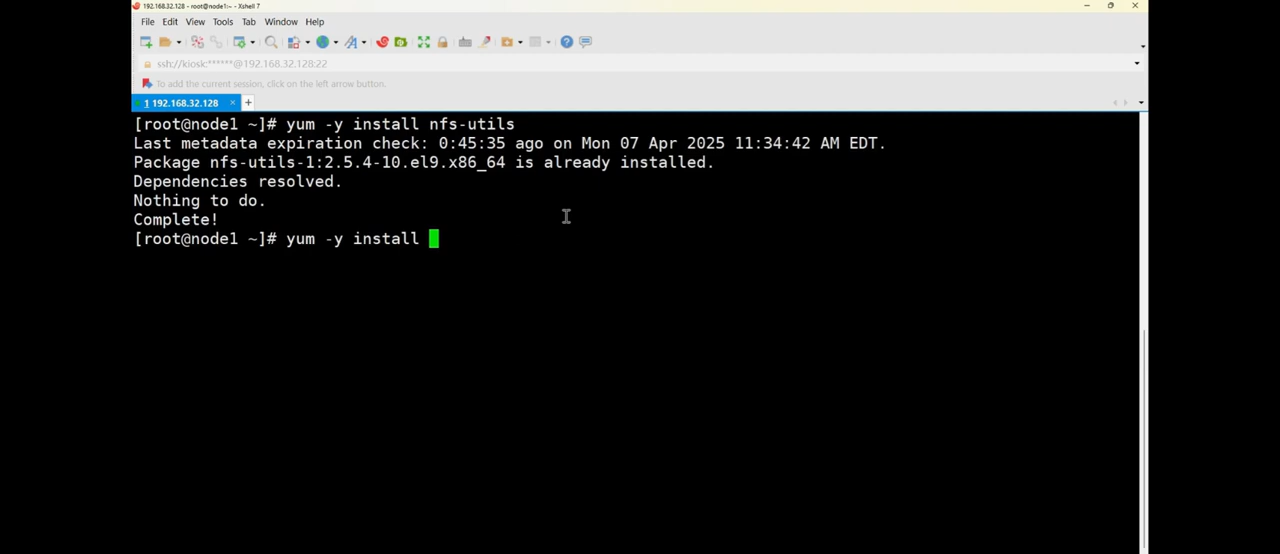 192.168.32.128 - root@node1:~ - Xshell 7
File Edit View Tools Tab Window Help
ssh://kiosk:******@192.168.32.128:22
To add the current session, click on the left arrow button.
1 192.168.32.128 × +
[root@node1 ~]# yum -y install nfs-utils
Last metadata expiration check: 0:45:35 ago on Mon 07 Apr 2025 11:34:42 AM EDT.
Package nfs-utils-1:2.5.4-10.el9.x86_64 is already installed.
Dependencies resolved.
Nothing to do.
Complete!
[root@node1 ~]# yum -y install